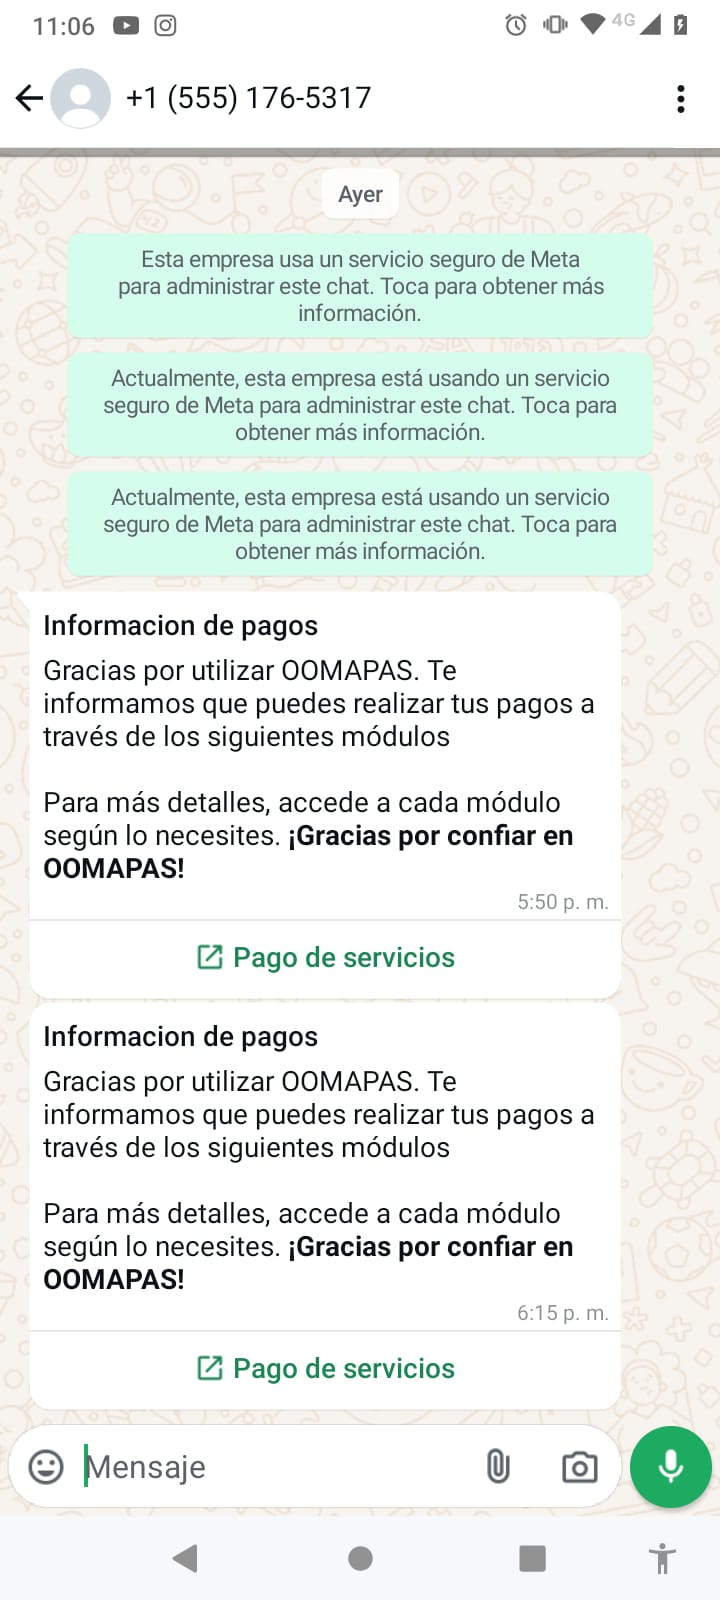 11:06
4G
+1 (555) 176-5317
Ayer
Esta empresa usa un servicio seguro de Meta
para administrar este chat. Toca para obtener más
información.
Actualmente, esta empresa está usando un servicio
seguro de Meta para administrar este chat. Toca para
obtener más información.
Actualmente, esta empresa está usando un servicio
seguro de Meta para administrar este chat. Toca para
obtener más información.
Informacion de pagos
Gracias por utilizar OOMAPAS. Te
informamos que puedes realizar tus pagos a
través de los siguientes módulos
Para más detalles, accede a cada módulo
según lo necesites. ¡Gracias por confiar en
OOMAPAS!
5:50 p. m.
Pago de servicios
Informacion de pagos
Gracias por utilizar OOMAPAS. Te
informamos que puedes realizar tus pagos a
través de los siguientes módulos
Para más detalles, accede a cada módulo
según lo necesites. ¡Gracias por confiar en
OOMAPAS!
6:15 p. m.
Pago de servicios
Mensaje